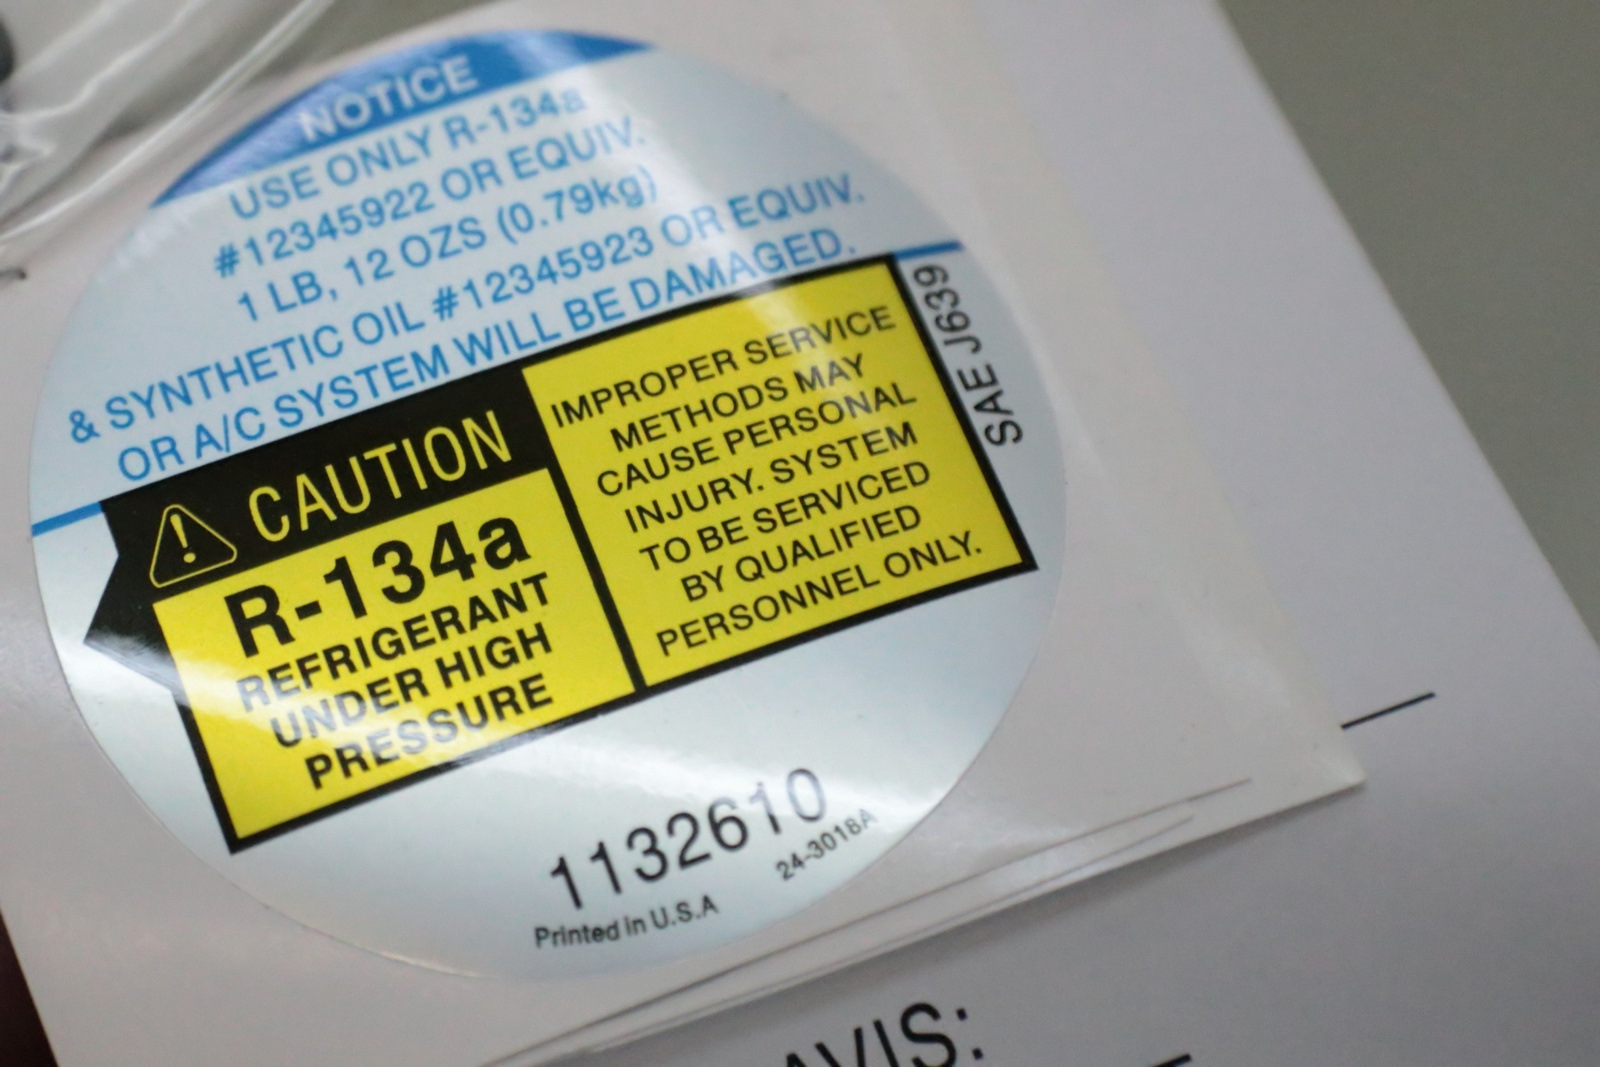 NOTICE
USE ONLY R-134a
#12345922 OR EQUIV.
1 LB, 12 OZS (0.79kg)
& SYNTHETIC OIL #12345923 OR EQUIV.
OR A/C SYSTEM WILL BE DAMAGED.
CAUTION
R-134a
REFRIGERANT
UNDER HIGH
PRESSURE
IMPROPER SERVICE
METHODS MAY
CAUSE PERSONAL
INJURY. SYSTEM
TO BE SERVICED
BY QUALIFIED
PERSONNEL ONLY.
SAE J639
1132610
24-3018A
Printed in U.S.A